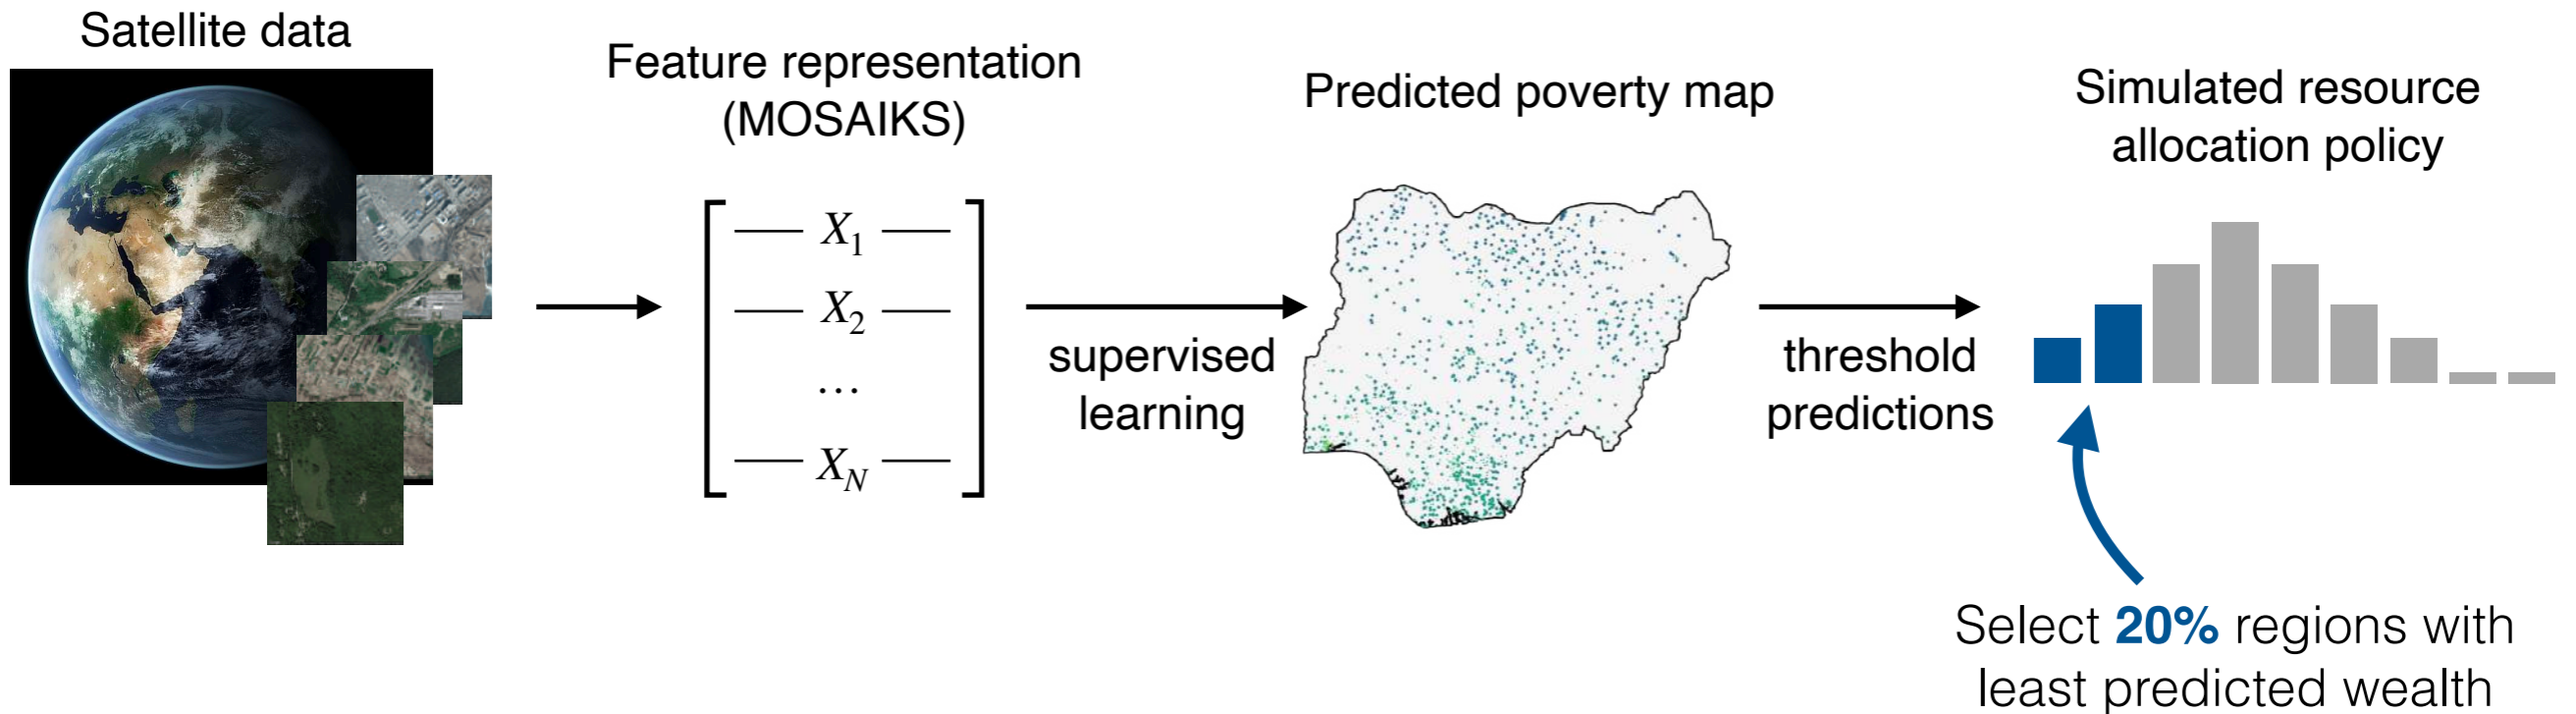 Satellite data
Feature representation
(MOSAIKS)
X1
X2
...
XN
supervised
learning
Predicted poverty map
threshold
predictions
Simulated resource
allocation policy
Select 20% regions with
least predicted wealth